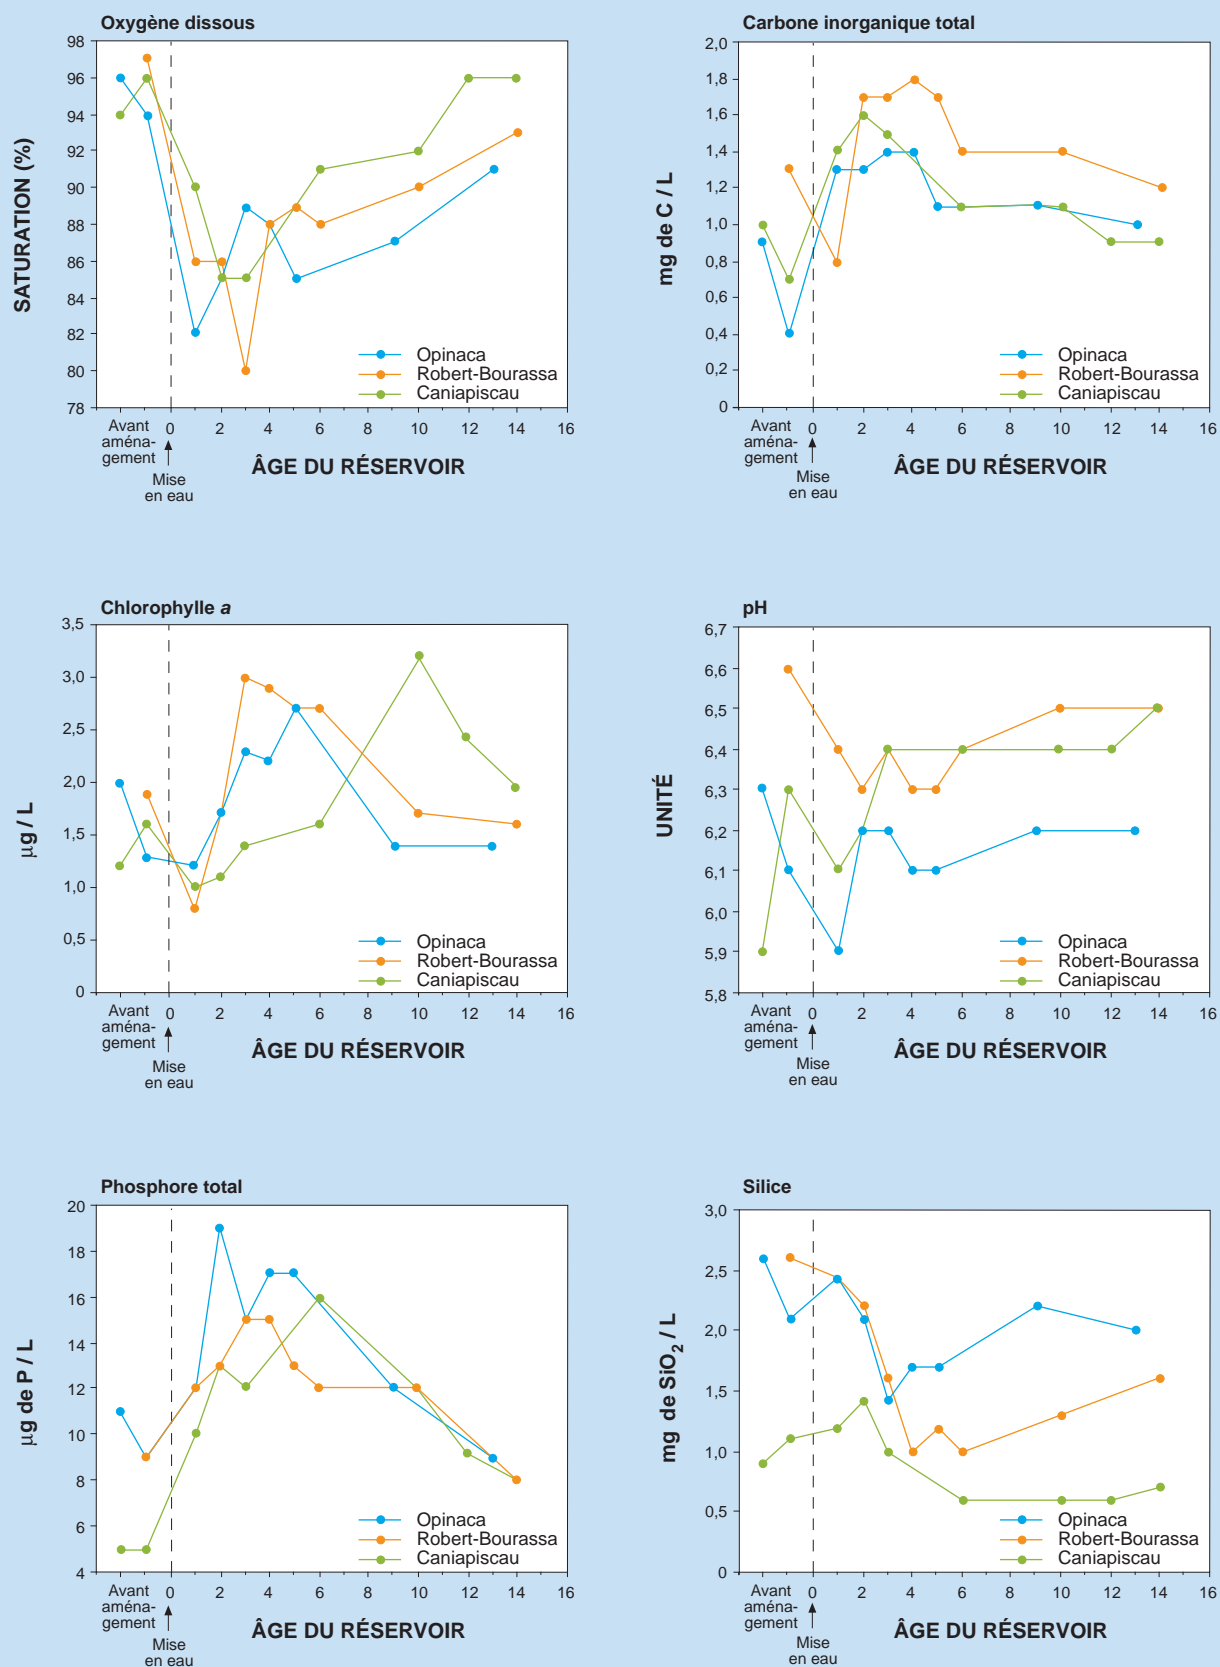 Oxygène dissous
98
96
94
92
90
88
86
84
82
80
78
SATURATION (%)
Opinaca
Robert-Bourassa
Caniapiscau
Avant aménagement
0 2 4 6 8 10 12 14 16
Mise en eau
ÂGE DU RÉSERVOIR
Carbone inorganique total
2,0
1,8
1,6
1,4
1,2
1,0
0,8
0,6
0,4
0,2
0
mg de C / L
Opinaca
Robert-Bourassa
Caniapiscau
Avant
aména-
gement
0 2 4 6 8 10 12 14 16
Mise
en eau
ÂGE DU RÉSERVOIR
Chlorophylle a
3,5
3,0
2,5
2,0
1,5
1,0
0,5
0
µg / L
Opinaca
Robert-Bourassa
Caniapiscau
Avant
aména-
gement
0 2 4 6 8 10 12 14 16
Mise
en eau
ÂGE DU RÉSERVOIR
pH
6,7
6,6
6,5
6,4
6,3
6,2
6,1
6,0
5,9
5,8
UNITÉ
Opinaca
Robert-Bourassa
Caniapiscau
Avant
aména-
gement
0 2 4 6 8 10 12 14 16
Mise
en eau
ÂGE DU RÉSERVOIR
Phosphore total
20
18
16
14
12
10
8
6
4
µg de P / L
Opinaca
Robert-Bourassa
Caniapiscau
Avant
aména-
gement
0 2 4 6 8 10 12 14 16
Mise
en eau
ÂGE DU RÉSERVOIR
Silice
3,0
2,5
2,0
1,5
1,0
0,5
0
mg de SiO₂ / L
Opinaca
Robert-Bourassa
Caniapiscau
Avant
aména-
gement
0 2 4 6 8 10 12 14 16
Mise
en eau
ÂGE DU RÉSERVOIR